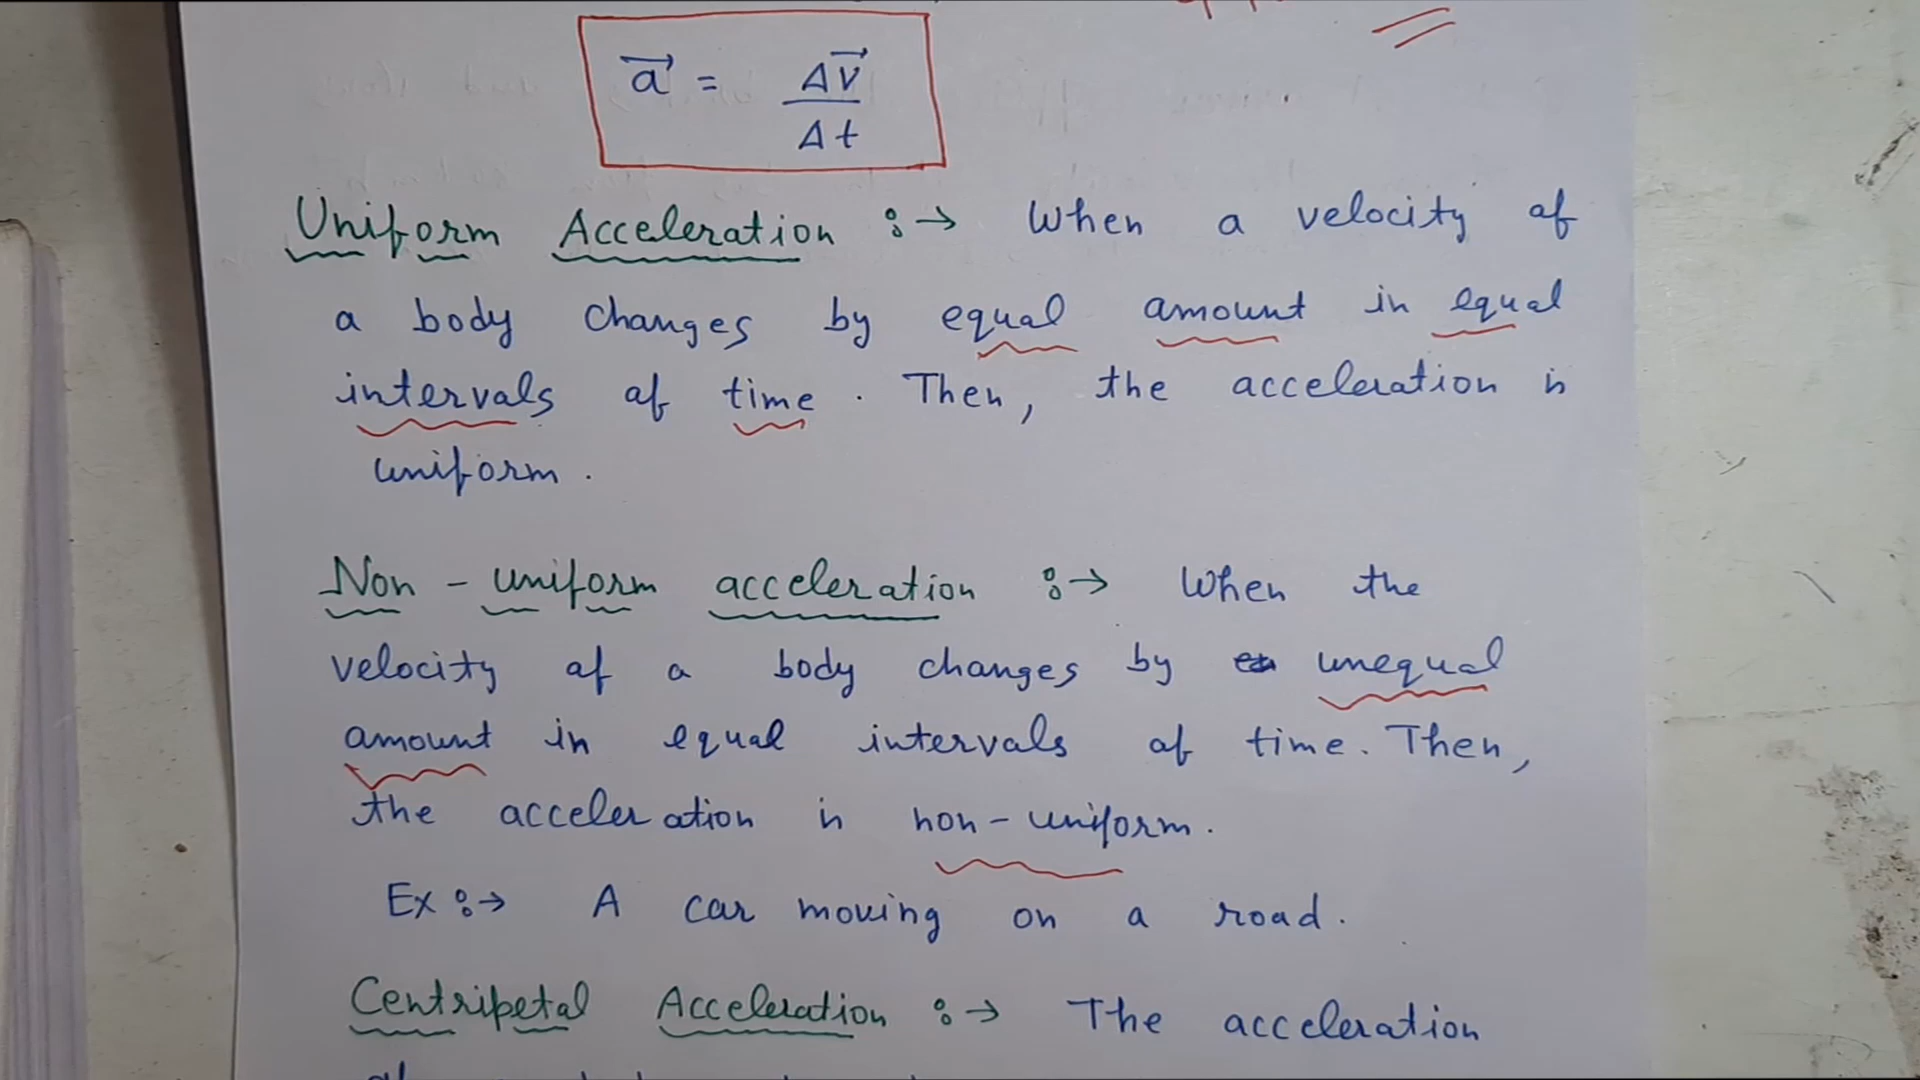 a⃗ = Δv⃗ / Δt
Uniform Acceleration :→ When a velocity of
a body changes by equal amount in equal
intervals of time. Then, the acceleration is
uniform.
Non - uniform acceleration :→ When the
velocity of a body changes by unequal
amount in equal intervals of time. Then,
the acceleration is non-uniform.
Ex :→ A car moving on a road.
Centripetal Acceleration :→ The acceleration